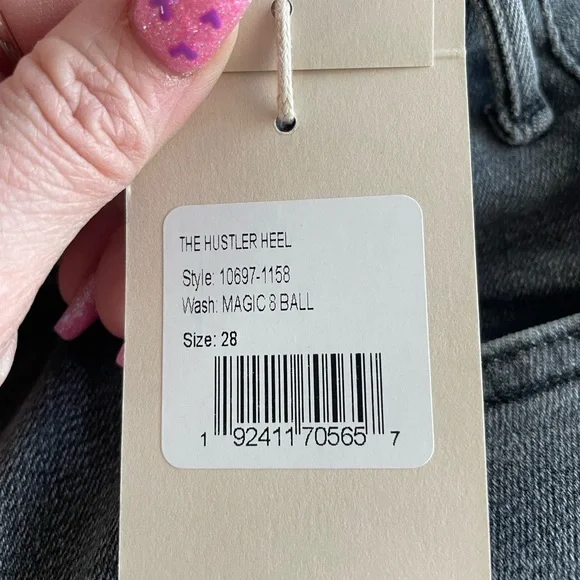 THE HUSTLER HEEL
Style: 10697-1158
Wash: MAGIC 8 BALL
Size: 28
1 92411 70565 7